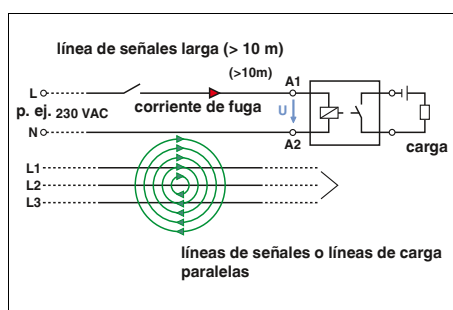 línea de señales larga (> 10 m)
(>10m)
A1
L
corriente de fuga
U
p. ej. 230 VAC
N
A2
carga
L1
L2
L3
líneas de señales o líneas de carga
paralelas